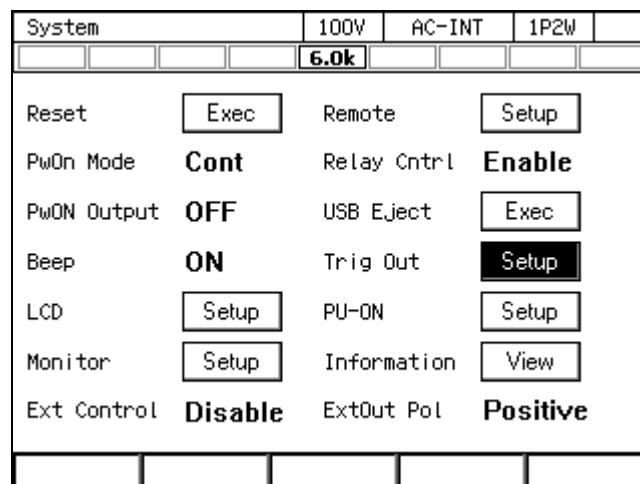 System 100V AC-INT 1P2W
6.0k
Reset Exec Remote Setup
PwOn Mode Cont Relay Cntrl Enable
PwON Output OFF USB Eject Exec
Beep ON Trig Out Setup
LCD Setup PU-ON Setup
Monitor Setup Information View
Ext Control Disable ExtOut Pol Positive